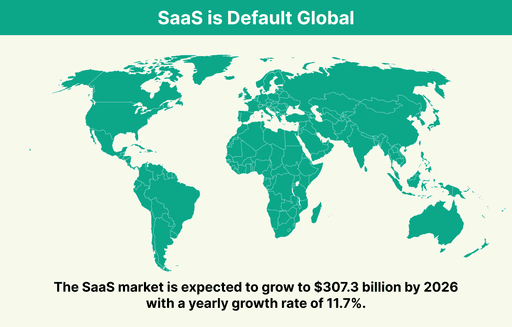 SaaS is Default Global
The SaaS market is expected to grow to $307.3 billion by 2026
with a yearly growth rate of 11.7%.